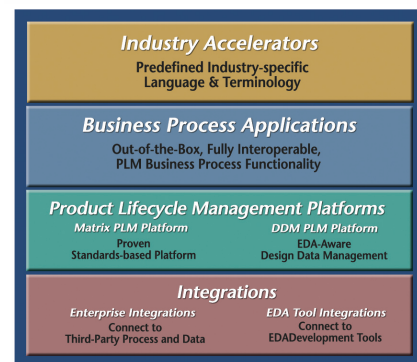 Industry Accelerators
Predefined Industry-specific
Language & Terminology
Business Process Applications
Out-of-the-Box, Fully Interoperable,
PLM Business Process Functionality
Product Lifecycle Management Platforms
Matrix PLM Platform
Proven
Standards-based Platform
DDM PLM Platform
EDA-Aware
Design Data Management
Integrations
Enterprise Integrations
Connect to
Third-Party Process and Data
EDA Tool Integrations
Connect to
EDADevelopment Tools